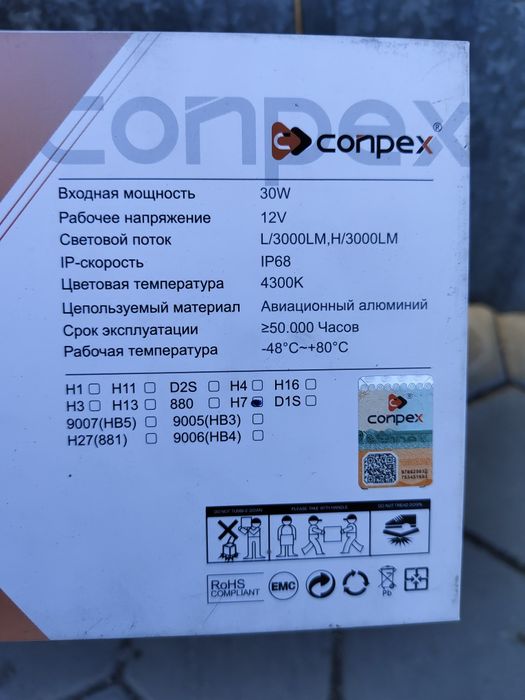 conpex
conpex®
Входная мощность 30W
Рабочее напряжение 12V
Световой поток L/3000LM,H/3000LM
IP-скорость IP68
Цветовая температура 4300K
Цепользуемый материал Авиационный алюминий
Срок эксплуатации ≥50.000 Часов
Рабочая температура -48°C~+80°C
H1 H11 D2S H4 H16
H3 H13 880 H7 D1S
9007(HB5) 9005(HB3)
H27(881) 9006(HB4)
conpex
DO NOT TUMBLE DOWN PLEASE TAKE WITH HANDLE DO NOT TREAD DOWN
RoHS
COMPLIANT
EMC
Pb